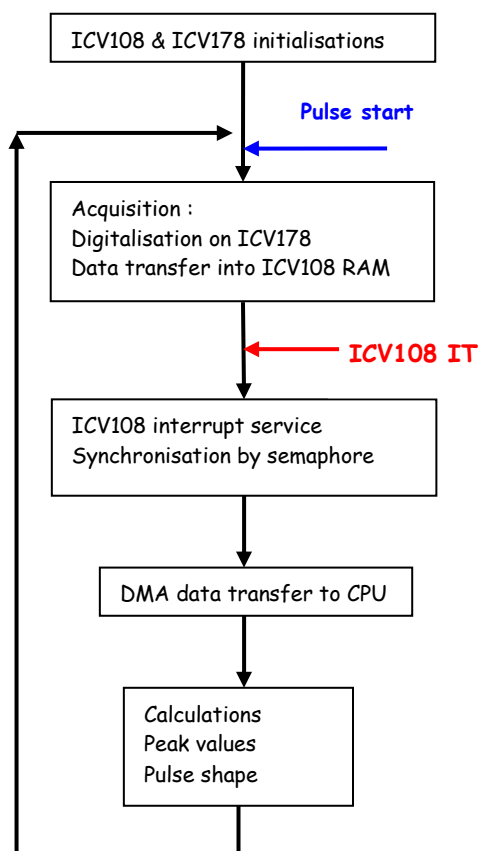 ICV108 & ICV178 initialisations
Pulse start
Acquisition :
Digitalisation on ICV178
Data transfer into ICV108 RAM
ICV108 IT
ICV108 interrupt service
Synchronisation by semaphore
DMA data transfer to CPU
Calculations
Peak values
Pulse shape